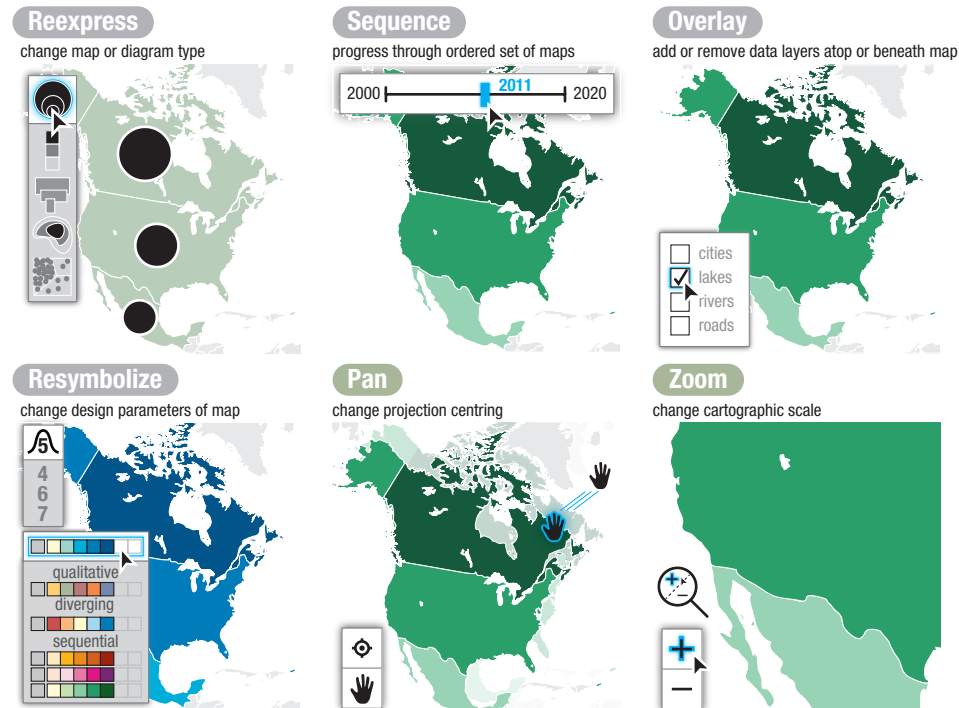 Reexpress
change map or diagram type
Sequence
progress through ordered set of maps
2000
2011
2020
Overlay
add or remove data layers atop or beneath map
cities
lakes
rivers
roads
Resymbolize
change design parameters of map
5
4
6
7
qualitative
diverging
sequential
Pan
change projection centring
Zoom
change cartographic scale